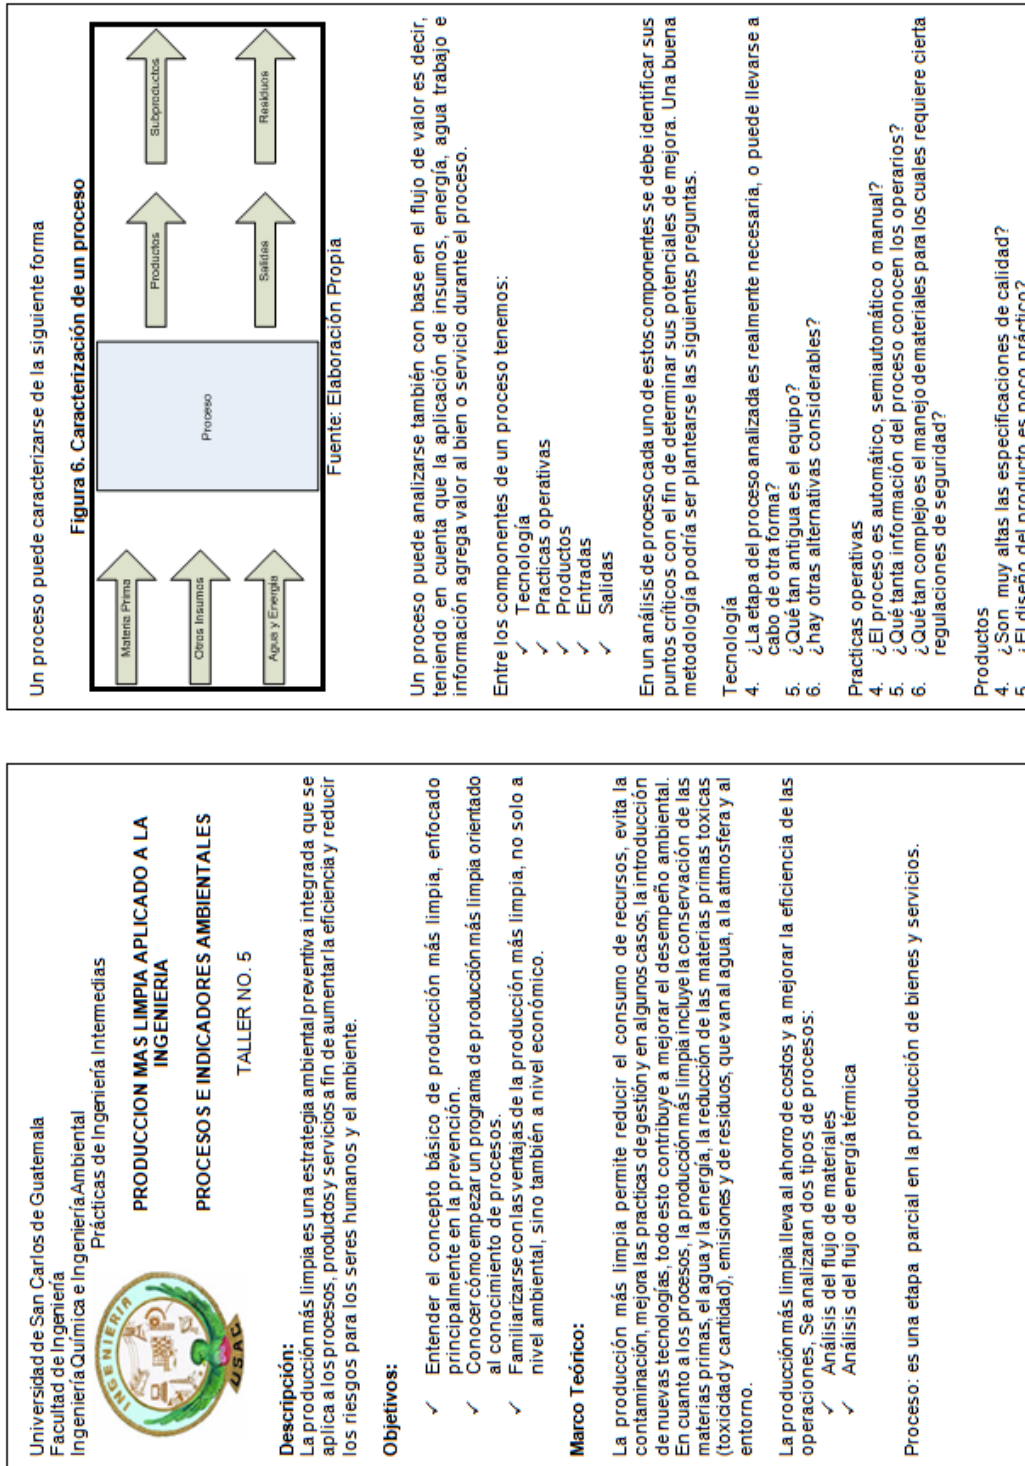 Universidad de San Carlos de Guatemala
Facultad de Ingeniería
Ingeniería Química e Ingeniería Ambiental
Prácticas de Ingeniería Intermedias
INGENIERIA
USAC
PRODUCCION MAS LIMPIA APLICADO A LA
INGENIERIA
PROCESOS E INDICADORES AMBIENTALES
TALLER NO. 5
Descripción:
La producción más limpia es una estrategia ambiental preventiva integrada que se
aplica a los procesos, productos y servicios a fin de aumentar la eficiencia y reducir
los riesgos para los seres humanos y el ambiente.
Objetivos:
✓ Entender el concepto básico de producción más limpia, enfocado
principalmente en la prevención.
✓ Conocer cómo empezar un programa de producción más limpia orientado
al conocimiento de procesos.
✓ Familiarizarse con las ventajas de la producción más limpia, no solo a
nivel ambiental, sino también a nivel económico.
Marco Teórico:
La producción más limpia permite reducir el consumo de recursos, evita la
contaminación, mejora las practicas de gestión y en algunos casos, la introducción
de nuevas tecnologías, todo esto contribuye a mejorar el desempeño ambiental.
En cuanto a los procesos, la producción más limpia incluye la conservación de las
materias primas, el agua y la energía, la reducción de las materias primas toxicas
(toxicidad y cantidad), emisiones y de residuos, que van al agua, a la atmosfera y al
entorno.
La producción más limpia lleva al ahorro de costos y a mejorar la eficiencia de las
operaciones, Se analizaran dos tipos de procesos:
✓ Análisis del flujo de materiales
✓ Análisis del flujo de energía térmica
Proceso: es una etapa parcial en la producción de bienes y servicios.
Un proceso puede caracterizarse de la siguiente forma
Figura 6. Caracterización de un proceso
Materia Prima
Otros Insumos
Agua y Energía
Proceso
Productos
Salidas
Subproductos
Residuos
Fuente: Elaboración Propia
Un proceso puede analizarse también con base en el flujo de valor es decir,
teniendo en cuenta que la aplicación de insumos, energía, agua trabajo e
información agrega valor al bien o servicio durante el proceso.
Entre los componentes de un proceso tenemos:
✓ Tecnología
✓ Practicas operativas
✓ Productos
✓ Entradas
✓ Salidas
En un análisis de proceso cada uno de estos componentes se debe identificar sus
puntos críticos con el fin de determinar sus potenciales de mejora. Una buena
metodología podría ser plantearse las siguientes preguntas.
Tecnología
4. ¿La etapa del proceso analizada es realmente necesaria, o puede llevarse a
cabo de otra forma?
5. ¿Qué tan antigua es el equipo?
6. ¿hay otras alternativas considerables?
Practicas operativas
4. ¿El proceso es automático, semiautomático o manual?
5. ¿Qué tanta información del proceso conocen los operarios?
6. ¿Qué tan complejo es el manejo de materiales para los cuales requiere cierta
regulaciones de seguridad?
Productos
4. ¿Son muy altas las especificaciones de calidad?
5. ¿El diseño del producto es poco práctico?